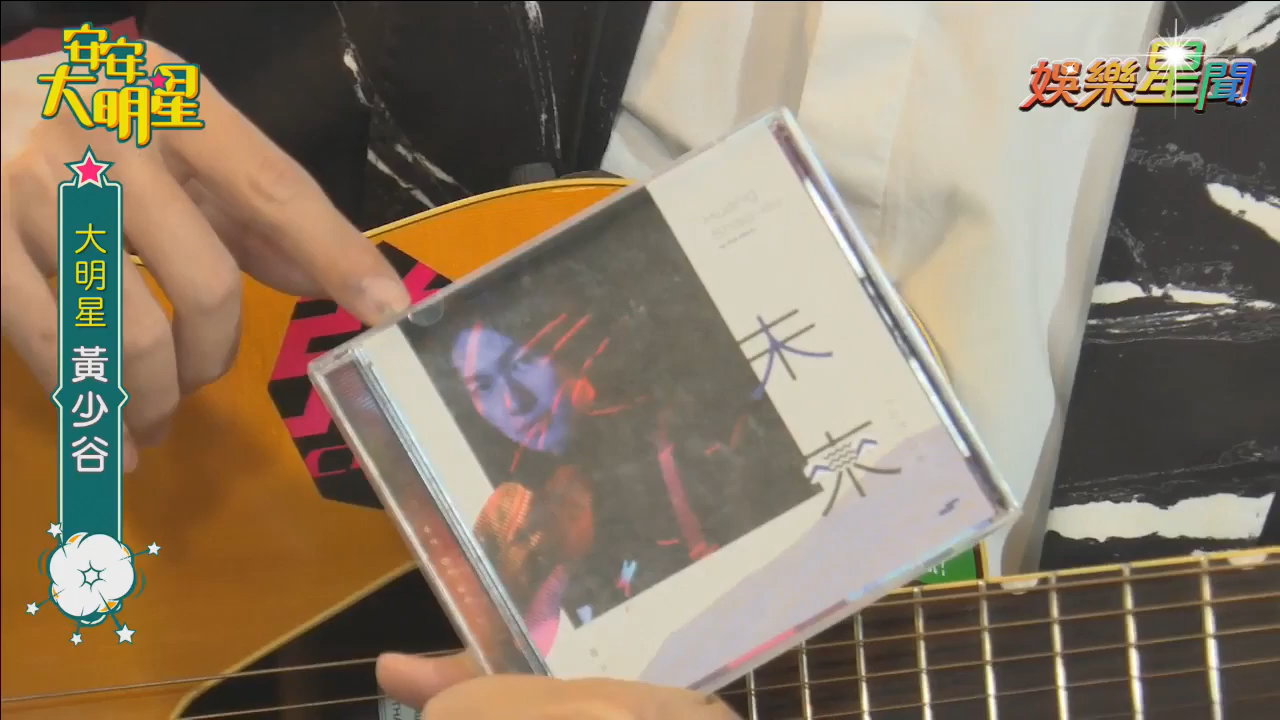 安安
大明星
娛樂星聞
大明星
黃少谷
未來